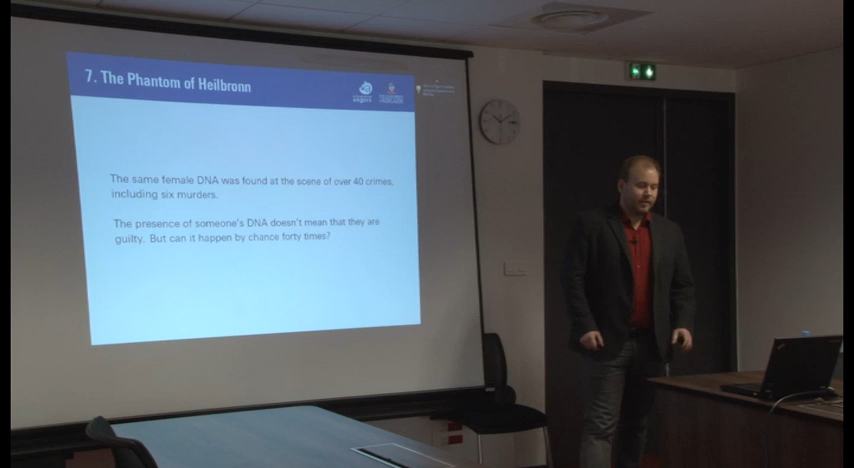 7. The Phantom of Heilbronn
The same female DNA was found at the scene of over 40 crimes,
including six murders.
The presence of someone's DNA doesn't mean that they are
guilty. But can it happen by chance forty times?